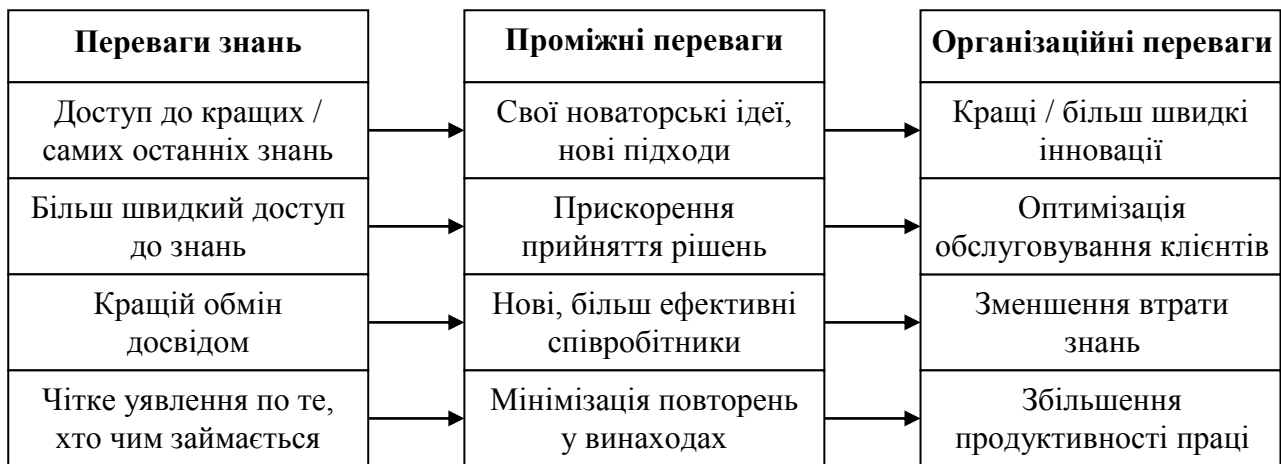 Переваги знань
Доступ до кращих /
самих останніх знань
Більш швидкий доступ
до знань
Кращій обмін
досвідом
Чітке уявлення по те,
хто чим займається
Проміжні переваги
Свої новаторські ідеї,
нові підходи
Прискорення
прийняття рішень
Нові, більш ефективні
співробітники
Мінімізація повторень
у винаходах
Організаційні переваги
Кращі / більш швидкі
інновації
Оптимізація
обслуговування клієнтів
Зменшення втрати
знань
Збільшення
продуктивності праці